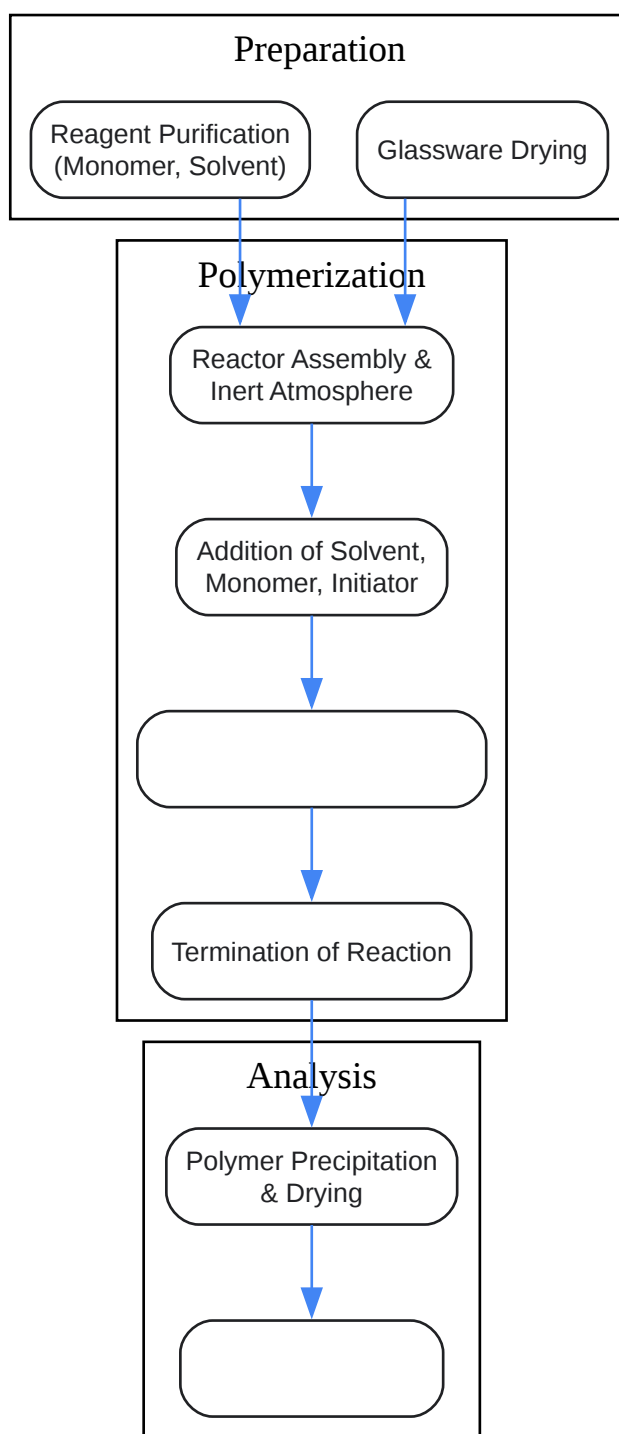 Preparation
Reagent Purification
(Monomer, Solvent)
Glassware Drying
Polymerization
Reactor Assembly &
Inert Atmosphere
Addition of Solvent,
Monomer, Initiator
Termination of Reaction
Analysis
Polymer Precipitation
& Drying